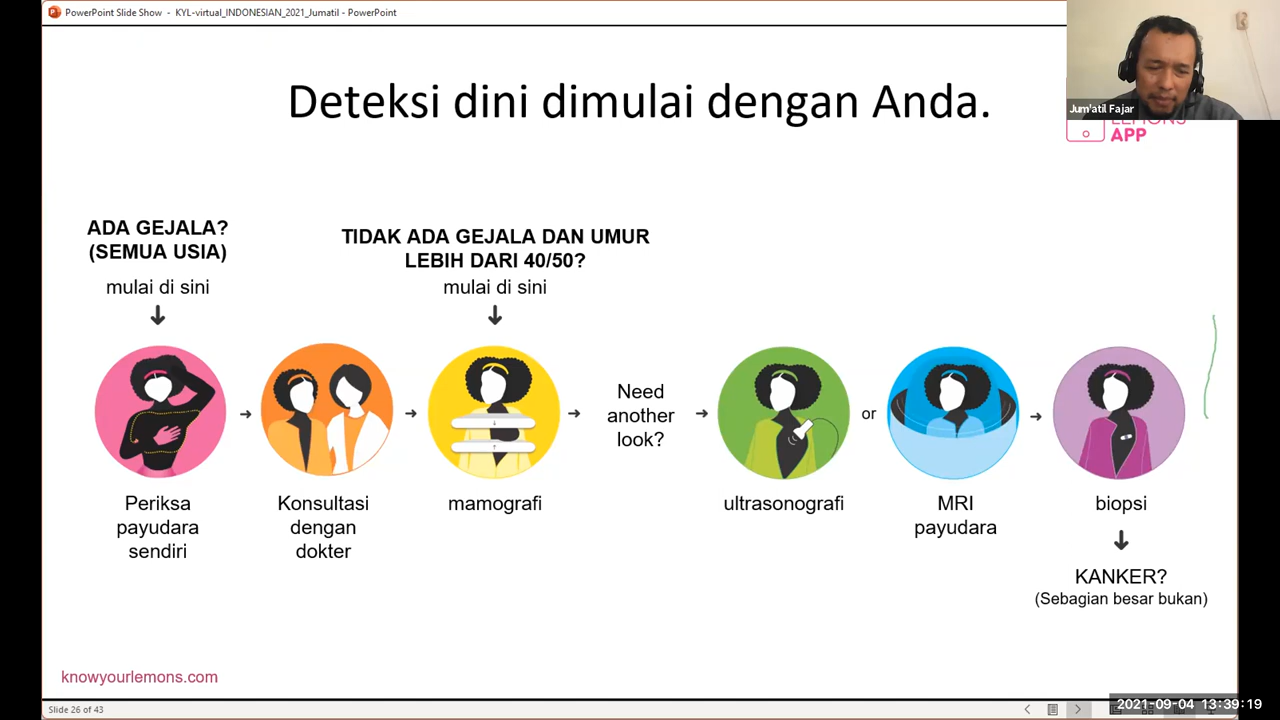 PowerPoint Slide Show - KYL-virtual_INDONESIAN_2021_Jumatil - PowerPoint
Jum'atil Fajar
APP
Deteksi dini dimulai dengan Anda.
ADA GEJALA?
(SEMUA USIA)
mulai di sini
TIDAK ADA GEJALA DAN UMUR
LEBIH DARI 40/50?
mulai di sini
Need
another
look?
or
Periksa
payudara
sendiri
Konsultasi
dengan
dokter
mamografi
ultrasonografi
MRI
payudara
biopsi
KANKER?
(Sebagian besar bukan)
knowyourlemons.com
Slide 26 of 43
2021-09-04 13:39:19